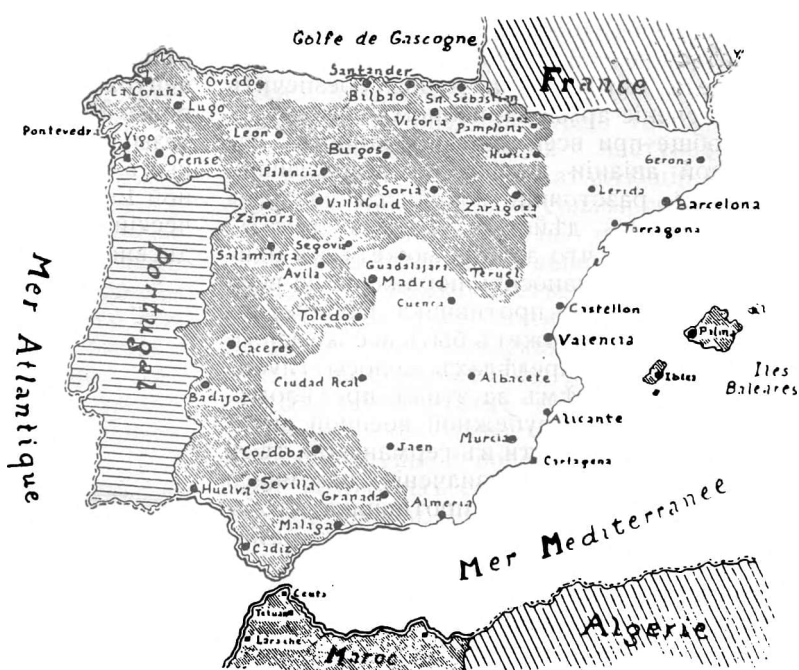 Golfe de Gascogne
France
Santander
Oviedo
La Coruña
Bilbao
Sn. Sebastian
Lugo
Vitoria
Jaca
Pamplona
Pontevedra
Vigo
Leon
Orense
Burgos
Huesca
Gerona
Palencia
Soria
Lerida
Valladolid
Zaragoza
Barcelona
Zamora
Tarragona
Segovia
Salamanca
Avila
Guadalajara
Madrid
Teruel
Cuenca
Toledo
Castellon
Valencia
Palma
Caceres
Ciudad Real
Albacete
Ibiza
Iles
Baleares
Badajoz
Alicante
Murcia
Jaen
Cordoba
Cartagena
Huelva
Sevilla
Granada
Almeria
Malaga
Cadiz
Portugal
Mer Atlantique
Mer Mediterranée
Ceuta
Tetuan
Larache
Maroc
Algerie